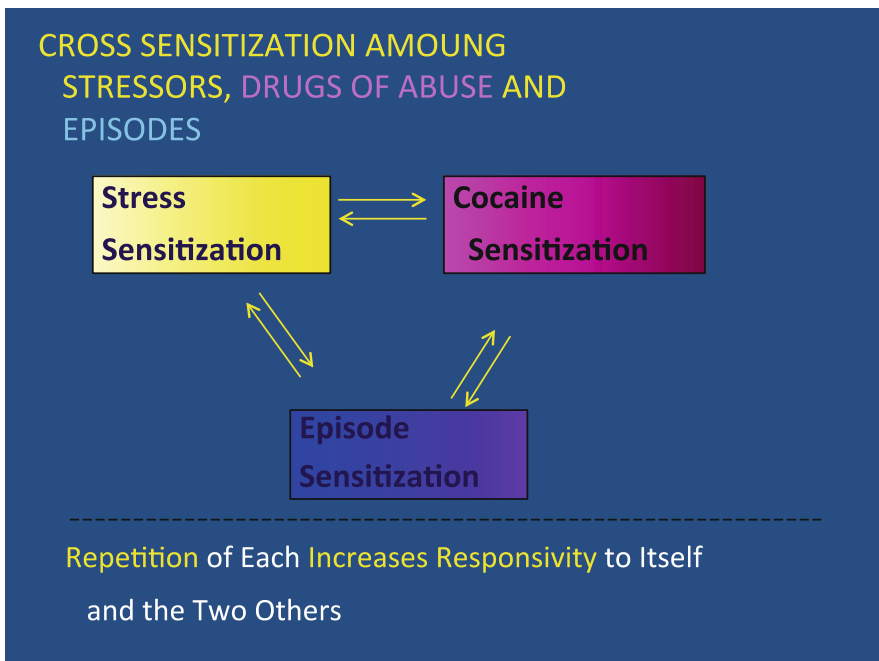 CROSS SENSITIZATION AMOUNG
STRESSORS, DRUGS OF ABUSE AND
EPISODES
Stress
Sensitization
Cocaine
Sensitization
Episode
Sensitization
Repetition of Each Increases Responsivity to Itself
and the Two Others